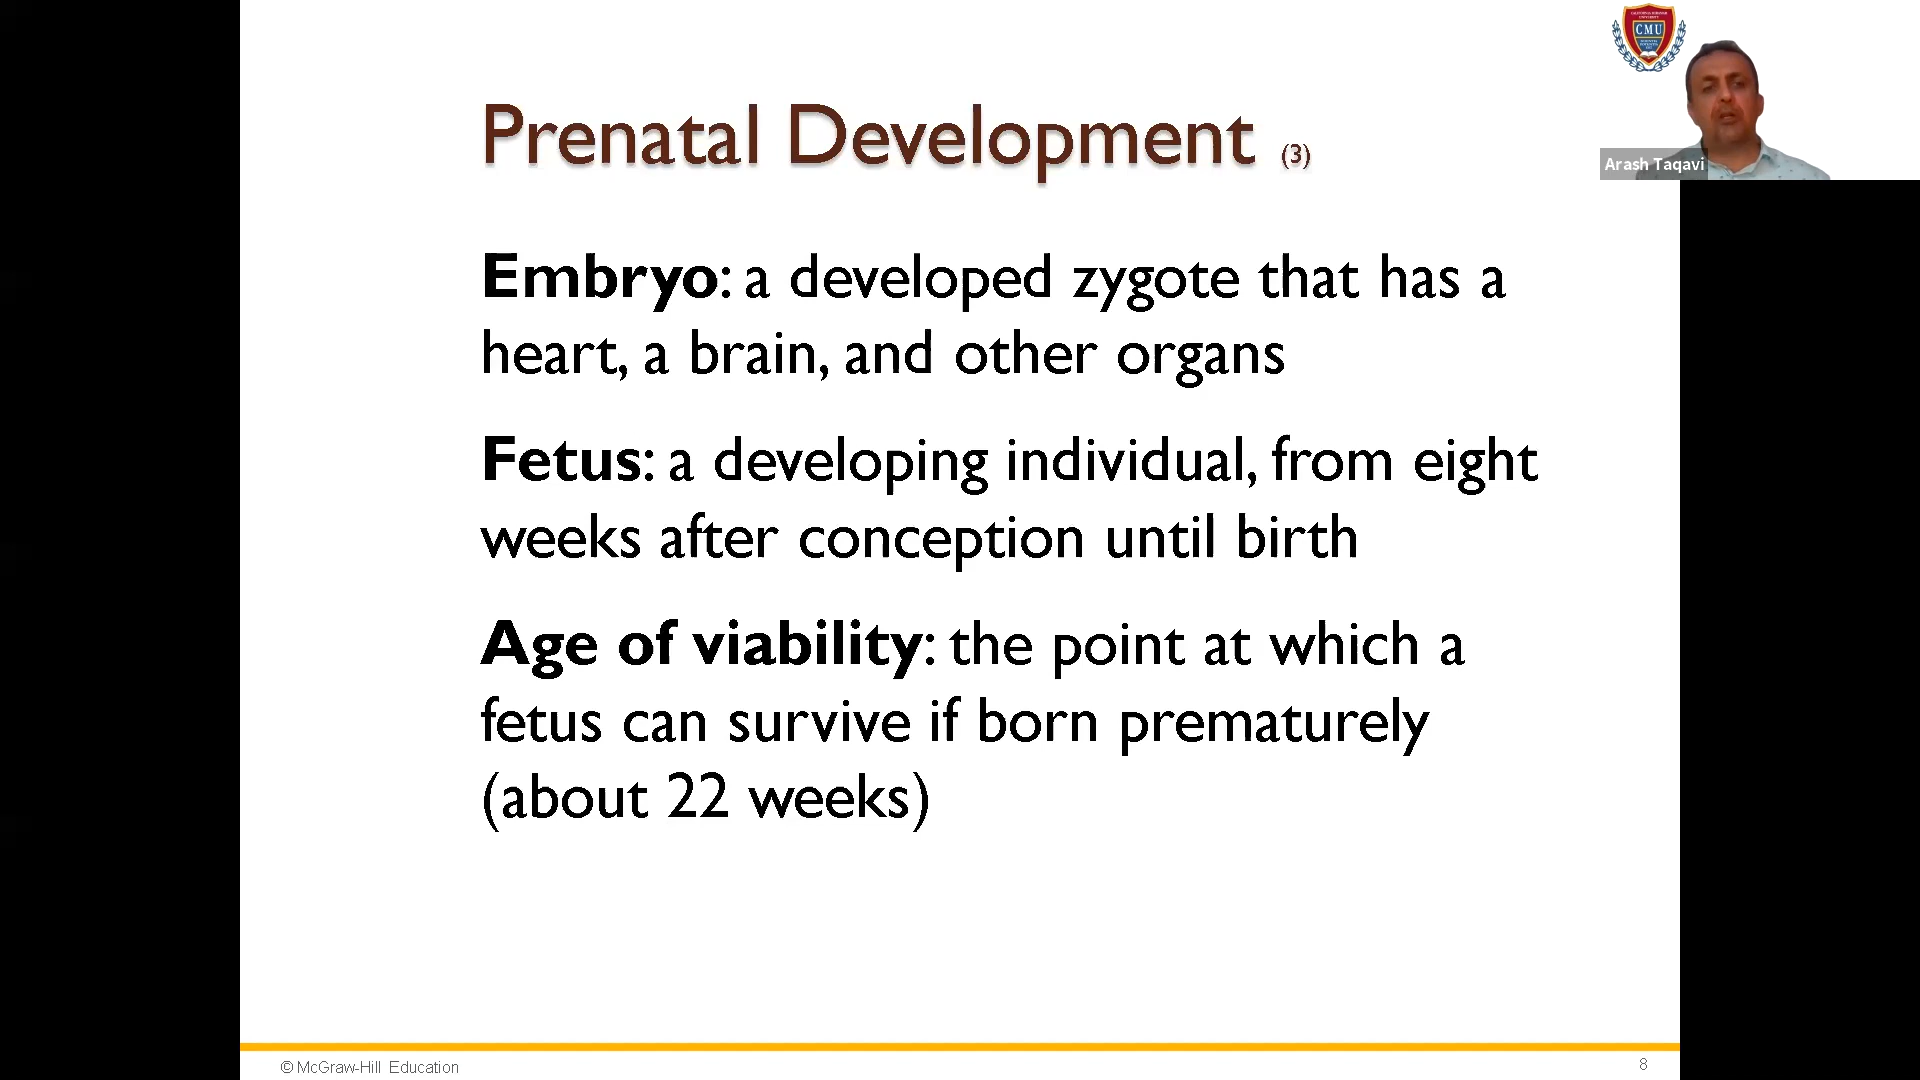 CMU
Arash Taqavi
Prenatal Development (3)
Embryo: a developed zygote that has a
heart, a brain, and other organs
Fetus: a developing individual, from eight
weeks after conception until birth
Age of viability: the point at which a
fetus can survive if born prematurely
(about 22 weeks)
© McGraw-Hill Education
8